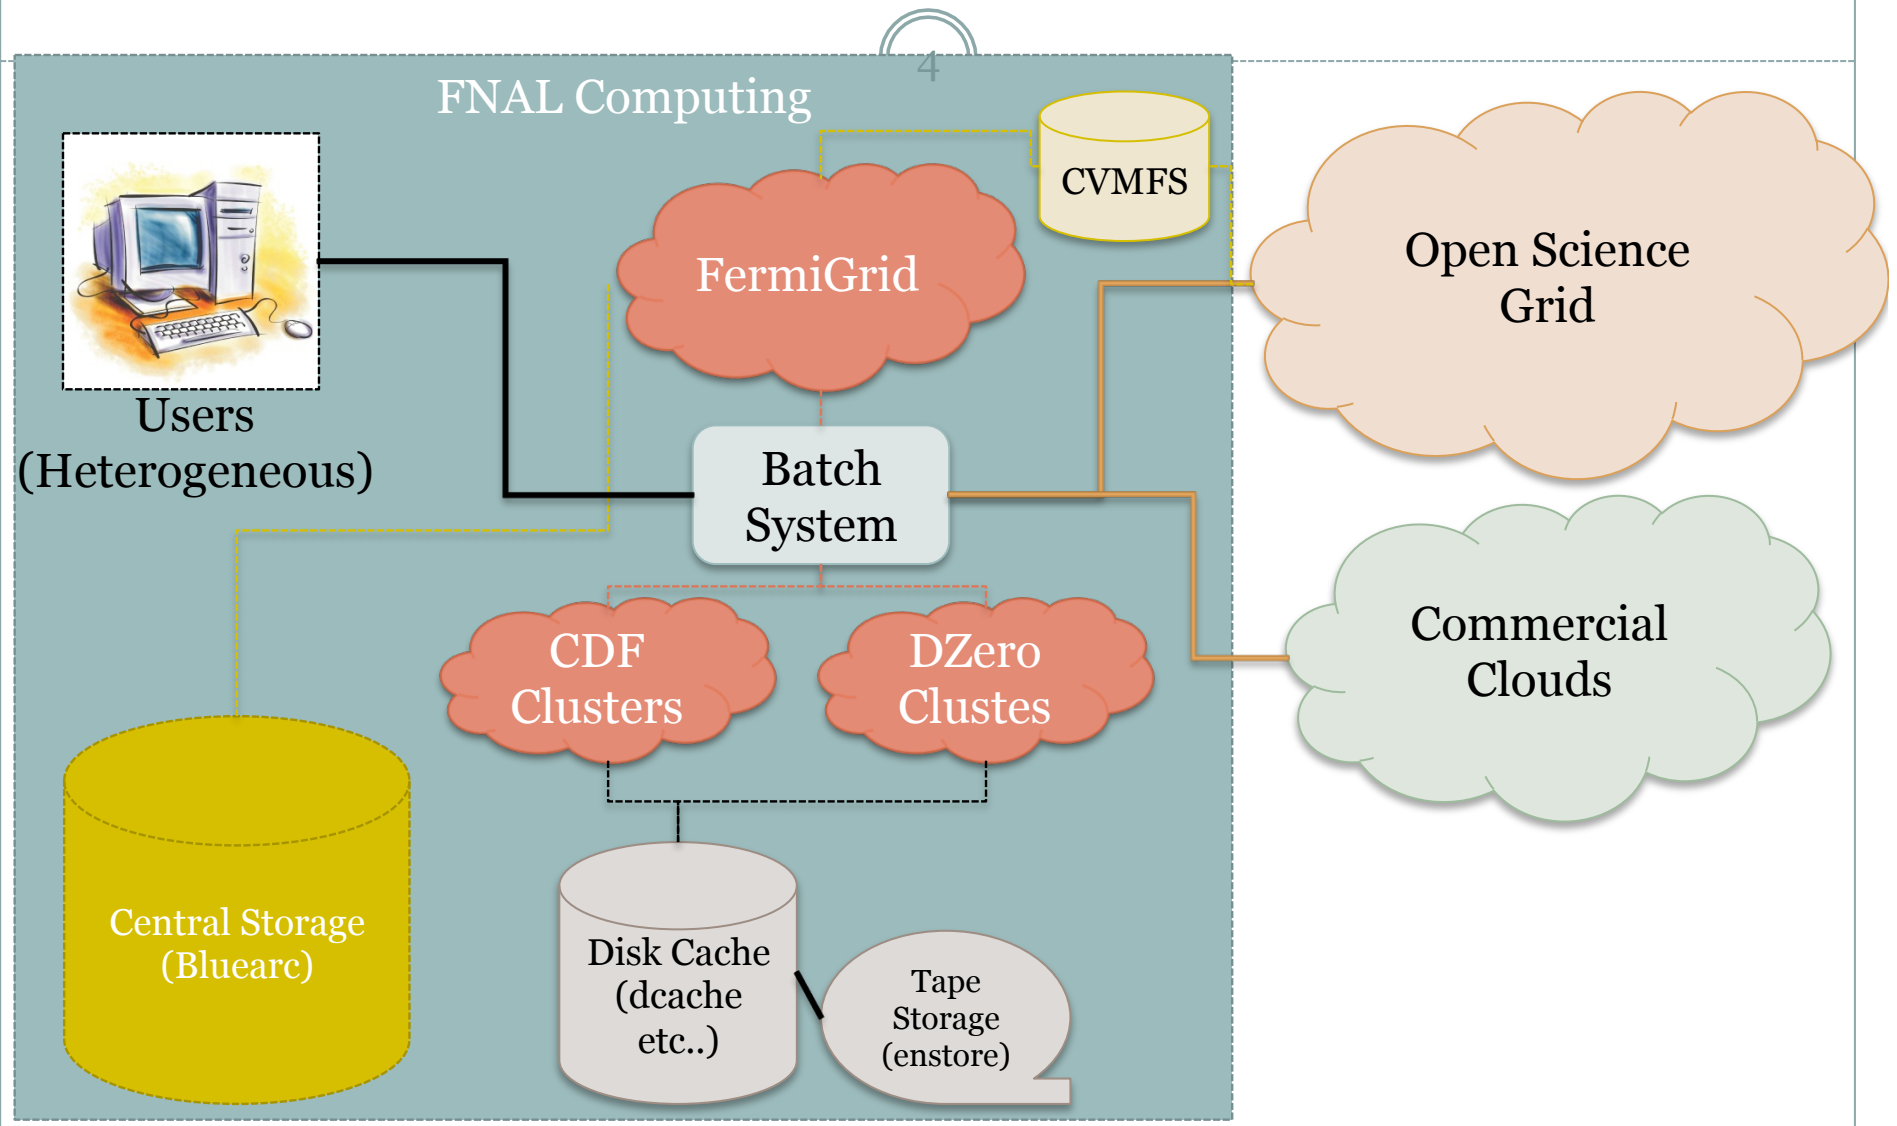 4
FNAL Computing
CVMFS
FermiGrid
Open Science
Grid
Users
(Heterogeneous)
Batch
System
Commercial
Clouds
CDF
Clusters
DZero
Clustes
Central Storage
(Bluearc)
Disk Cache
(dcache
etc..)
Tape
Storage
(enstore)